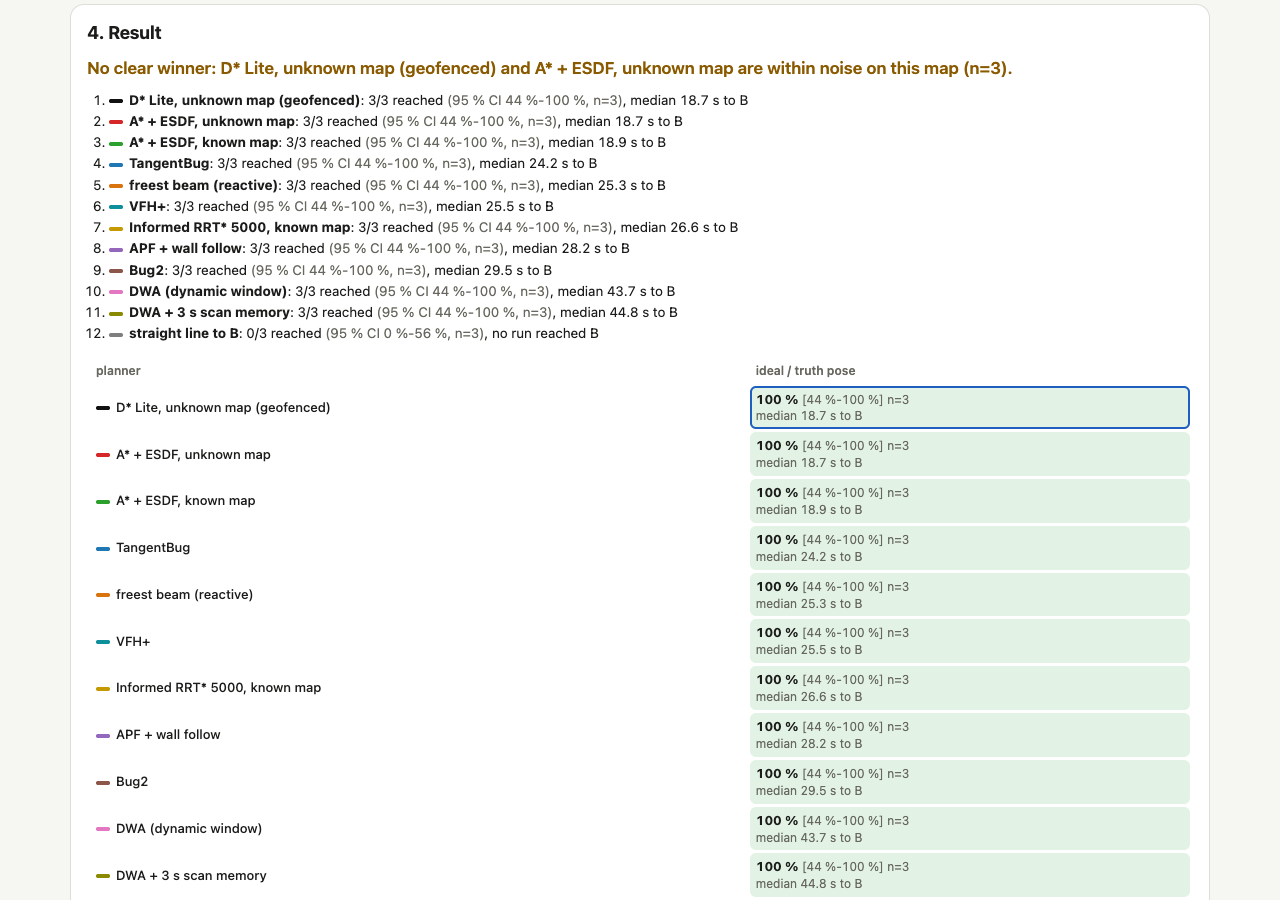 4. Result
No clear winner: D* Lite, unknown map (geofenced) and A* + ESDF, unknown map are within noise on this map (n=3).
1. D* Lite, unknown map (geofenced): 3/3 reached (95 % CI 44 %-100 %, n=3), median 18.7 s to B
2. A* + ESDF, unknown map: 3/3 reached (95 % CI 44 %-100 %, n=3), median 18.7 s to B
3. A* + ESDF, known map: 3/3 reached (95 % CI 44 %-100 %, n=3), median 18.9 s to B
4. TangentBug: 3/3 reached (95 % CI 44 %-100 %, n=3), median 24.2 s to B
5. freest beam (reactive): 3/3 reached (95 % CI 44 %-100 %, n=3), median 25.3 s to B
6. VFH+: 3/3 reached (95 % CI 44 %-100 %, n=3), median 25.5 s to B
7. Informed RRT* 5000, known map: 3/3 reached (95 % CI 44 %-100 %, n=3), median 26.6 s to B
8. APF + wall follow: 3/3 reached (95 % CI 44 %-100 %, n=3), median 28.2 s to B
9. Bug2: 3/3 reached (95 % CI 44 %-100 %, n=3), median 29.5 s to B
10. DWA (dynamic window): 3/3 reached (95 % CI 44 %-100 %, n=3), median 43.7 s to B
11. DWA + 3 s scan memory: 3/3 reached (95 % CI 44 %-100 %, n=3), median 44.8 s to B
12. straight line to B: 0/3 reached (95 % CI 0 %-56 %, n=3), no run reached B
planner
ideal / truth pose
D* Lite, unknown map (geofenced)
100 % [44 %-100 %] n=3
median 18.7 s to B
A* + ESDF, unknown map
100 % [44 %-100 %] n=3
median 18.7 s to B
A* + ESDF, known map
100 % [44 %-100 %] n=3
median 18.9 s to B
TangentBug
100 % [44 %-100 %] n=3
median 24.2 s to B
freest beam (reactive)
100 % [44 %-100 %] n=3
median 25.3 s to B
VFH+
100 % [44 %-100 %] n=3
median 25.5 s to B
Informed RRT* 5000, known map
100 % [44 %-100 %] n=3
median 26.6 s to B
APF + wall follow
100 % [44 %-100 %] n=3
median 28.2 s to B
Bug2
100 % [44 %-100 %] n=3
median 29.5 s to B
DWA (dynamic window)
100 % [44 %-100 %] n=3
median 43.7 s to B
DWA + 3 s scan memory
100 % [44 %-100 %] n=3
median 44.8 s to B